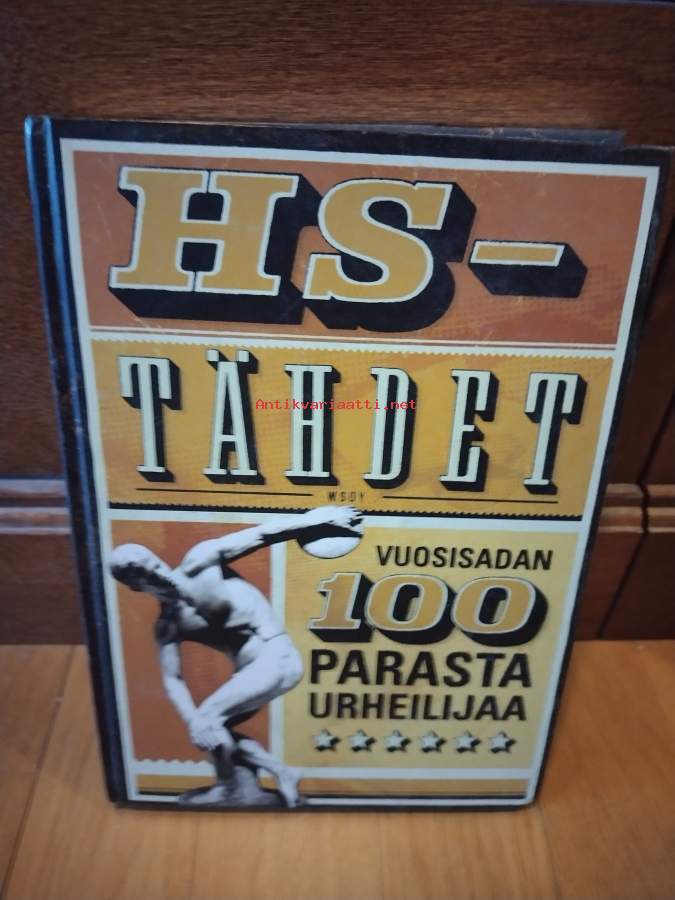 HS-
TÄHDET
Antikvariaatti.net
WSOY
VUOSISADAN
100
PARASTA
URHEILIJAA